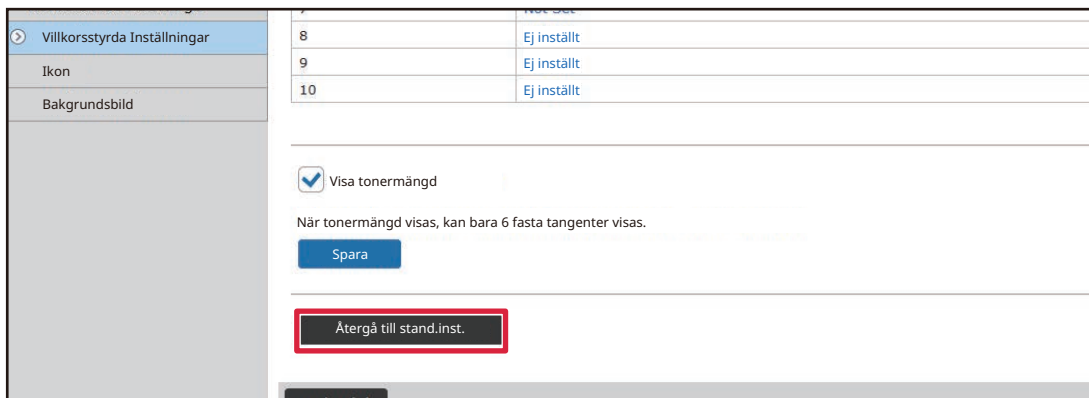 Villkorsstyrda Inställningar
Ikon
Bakgrundsbild
8 Ej inställt
9 Ej inställt
10 Ej inställt
Visa tonermängd
När tonermängd visas, kan bara 6 fasta tangenter visas.
Spara
Återgå till stand.inst.